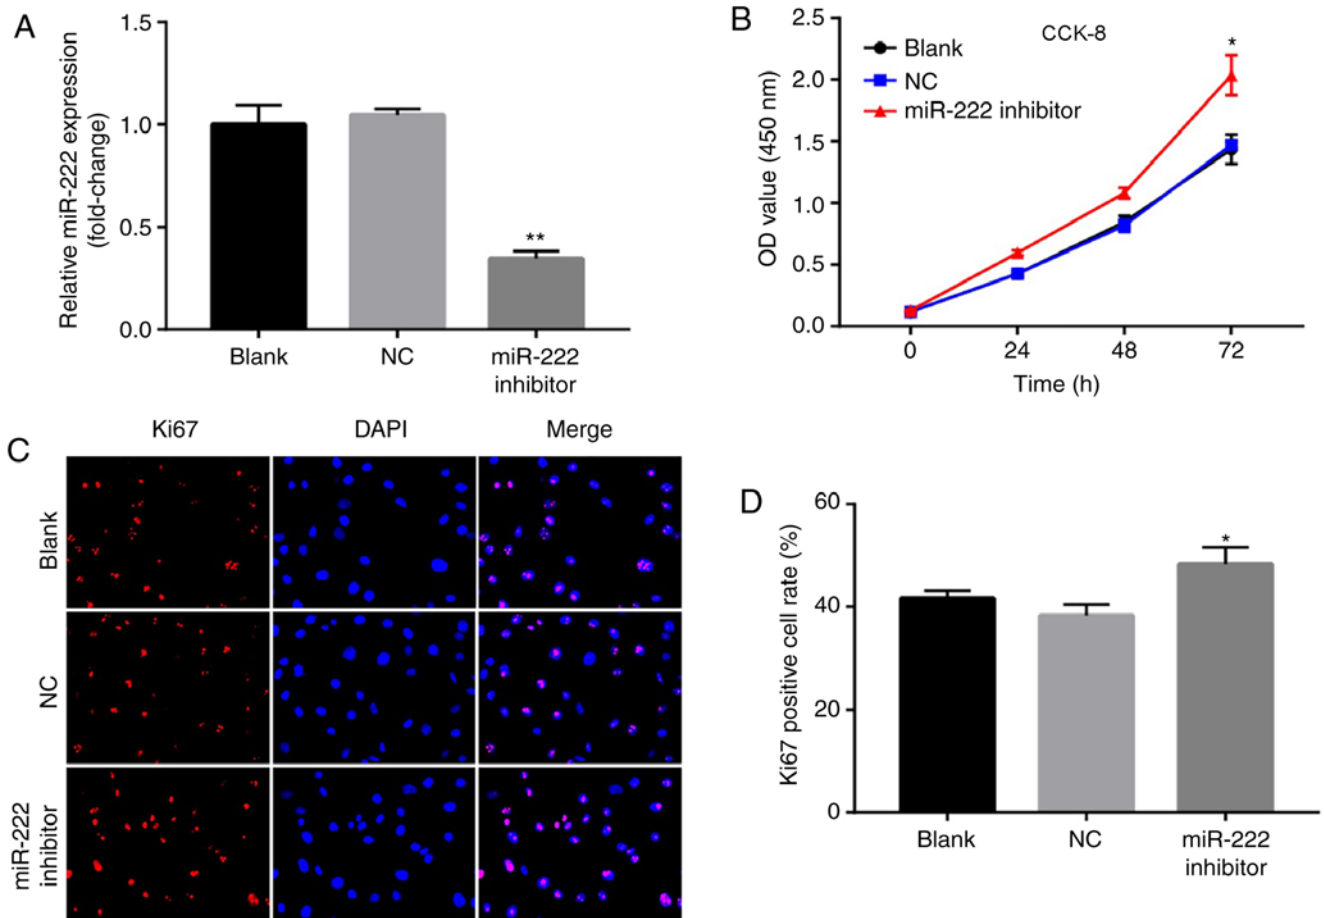 A
Relative miR-222 expression
(fold-change)
1.5
1.0
0.5
0.0
**
Blank
NC
miR-222
inhibitor
B
CCK-8
Blank
NC
miR-222 inhibitor
*
OD value (450 nm)
2.5
2.0
1.5
1.0
0.5
0.0
0
24
48
72
Time (h)
C
Ki67
DAPI
Merge
Blank
NC
miR-222
inhibitor
D
Ki67 positive cell rate (%)
60
40
20
0
*
Blank
NC
miR-222
inhibitor